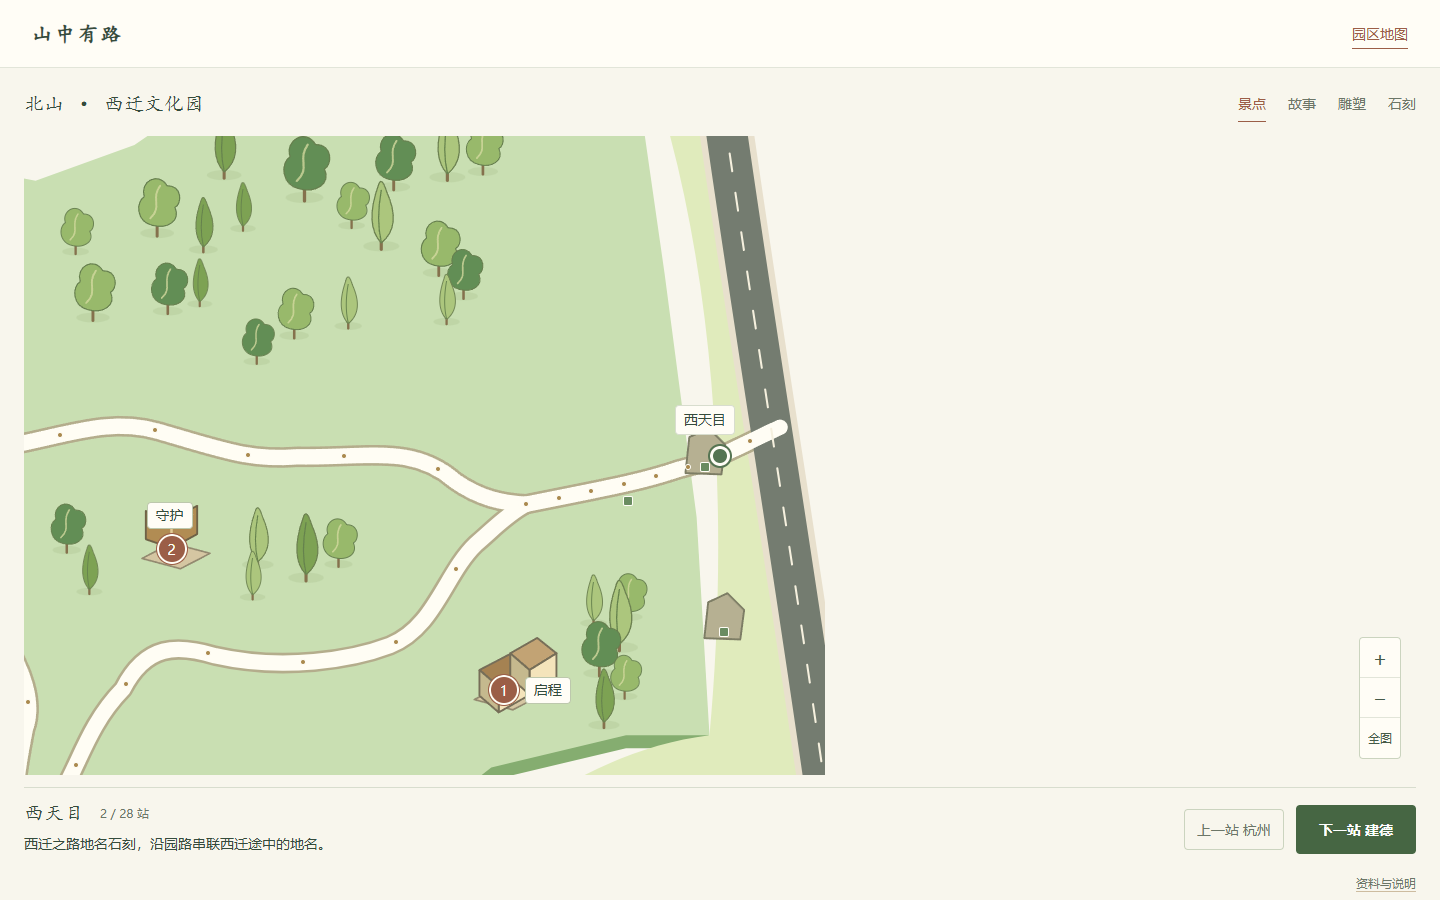 山中有路
园区地图
北山 • 西迁文化园
景点 故事 雕塑 石刻
西天目
守护
2
1
启程
+
−
全图
西天目 2 / 28 站
西迁之路地名石刻，沿园路串联西迁途中的地名。
上一站 杭州
下一站 建德
资料与说明